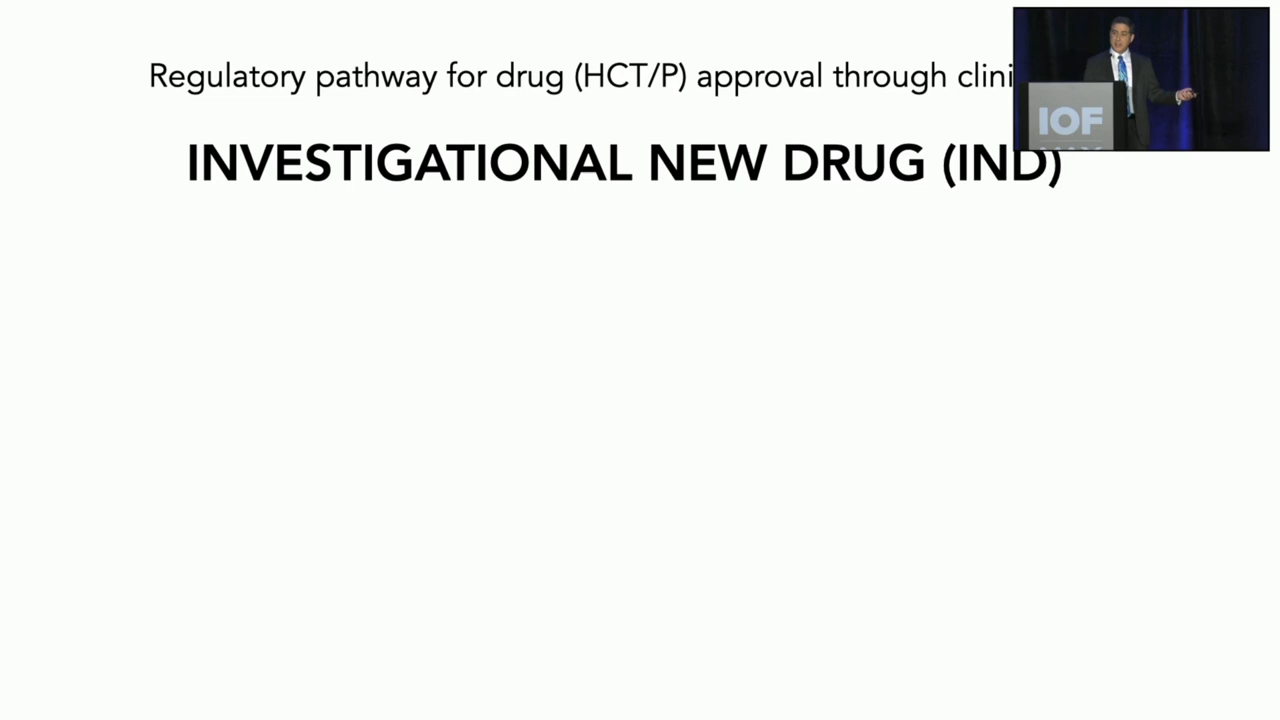 Regulatory pathway for drug (HCT/P) approval through clini
INVESTIGATIONAL NEW DRUG (IND)
IOF